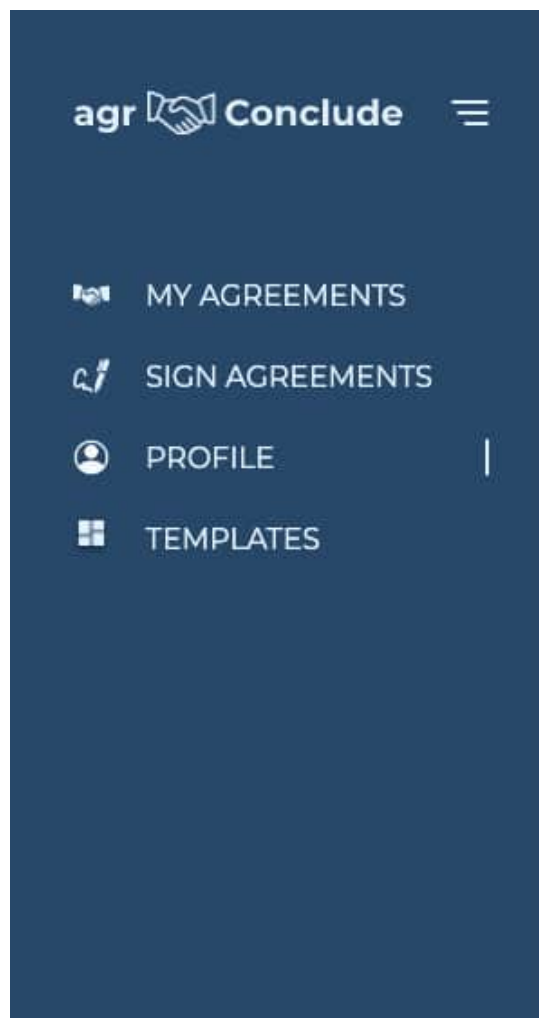 agr Conclude
MY AGREEMENTS
SIGN AGREEMENTS
PROFILE
TEMPLATES